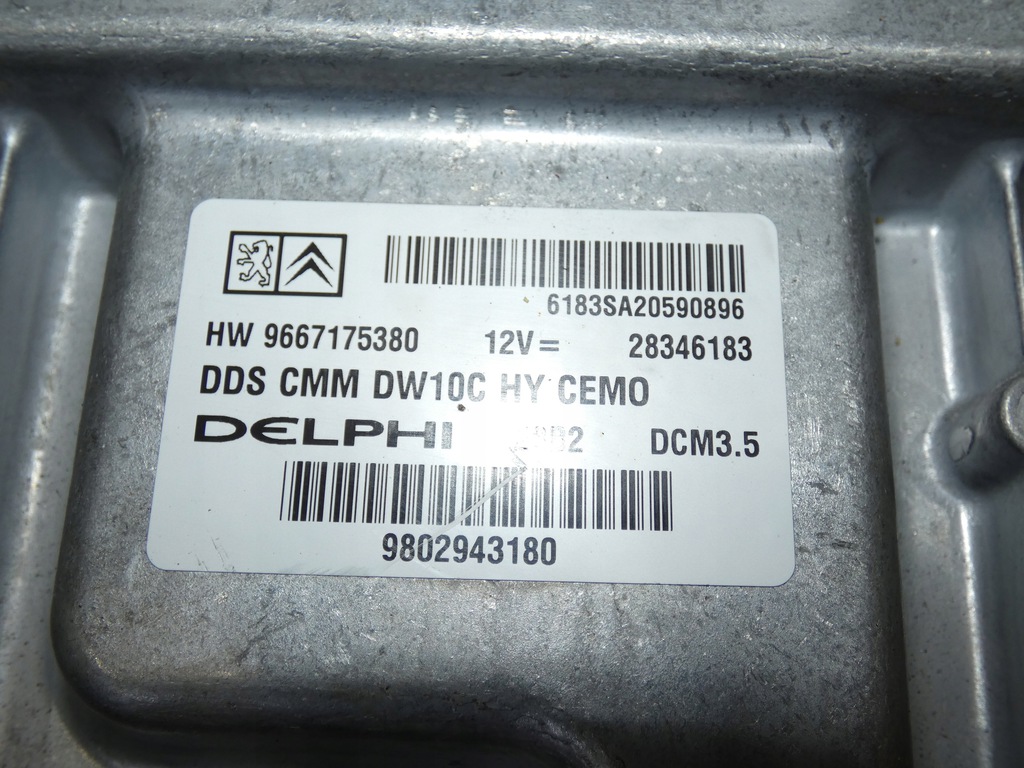 6183SA20590896
HW 9667175380 12V= 28346183
DDS CMM DW10C HY CEMO
DELPHI DCM3.5
9802943180